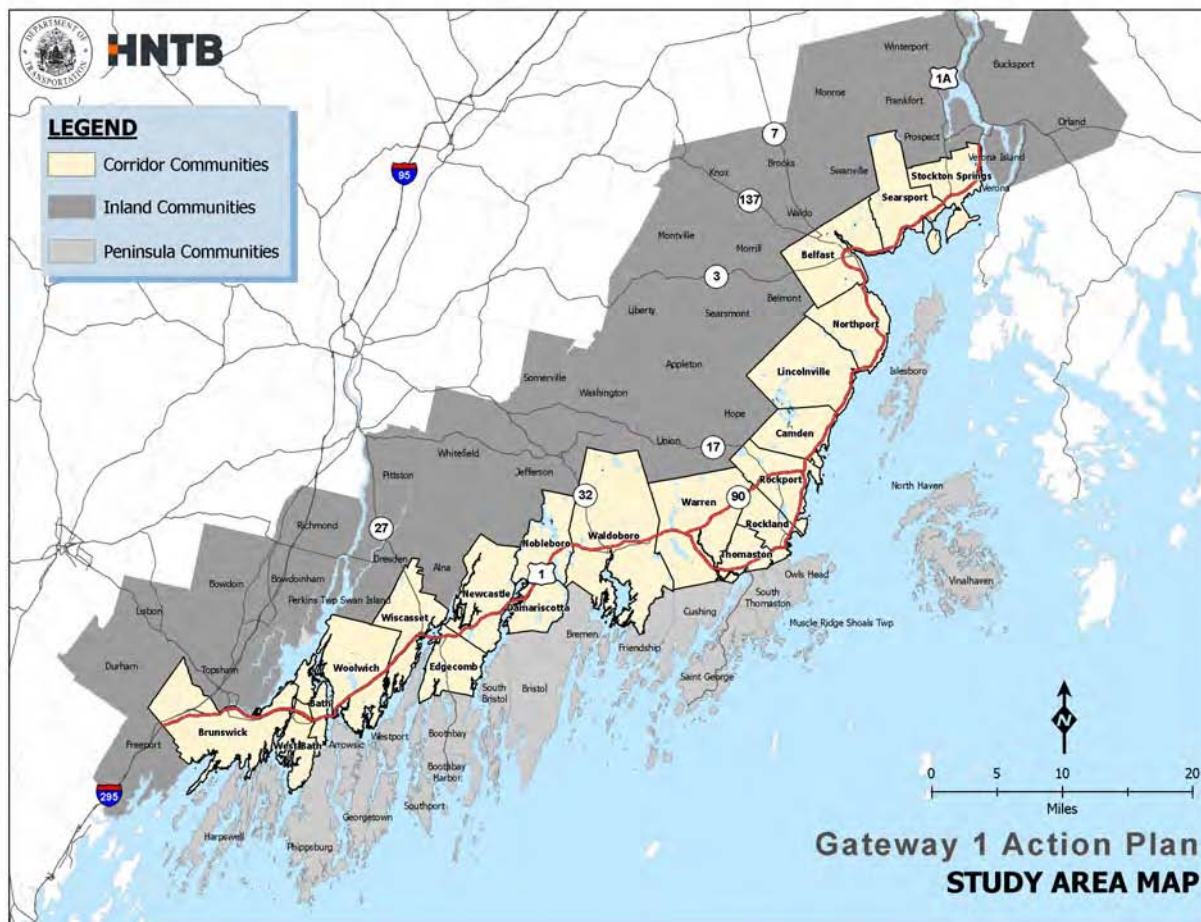 DEPARTMENT OF
TRANSPORTATION
HNTB
LEGEND
Corridor Communities
Inland Communities
Peninsula Communities
Winterport
Bucksport
1A
Monroe
Frankfort
95
7
Prospect
Orland
Brooks
Verona Island
Knox
Swanville
Stockton Springs
Verona
137
Searsport
Waldo
Montville
Morrill
Belfast
3
Belmont
Liberty
Searsmont
Northport
Appleton
Lincolnville
Islesboro
Somerville
Washington
Hope
Camden
Union
17
Whitefield
Jefferson
Rockport
Pittston
North Haven
32
Warren
90
Richmond
Rockland
27
Nobleboro
Waldoboro
Thomaston
Dresden
Alna
1
Owls Head
Vinalhaven
Bowdoin
Bowdoinham
Newcastle
South
Thomaston
Perkins Twp Swan Island
Damariscotta
Cushing
Lisbon
Wiscasset
Muscle Ridge Shoals Twp
Bremen
Friendship
Durham
Topsham
Woolwich
Edgecomb
Saint George
South
Bristol
Bristol
Bath
Brunswick
Westport
Boothbay
Freeport
West Bath
Arrowsic
Boothbay
Harbor
295
Southport
Georgetown
Harpswell
Phippsburg
N
0 5 10 20
Miles
Gateway 1 Action Plan
STUDY AREA MAP